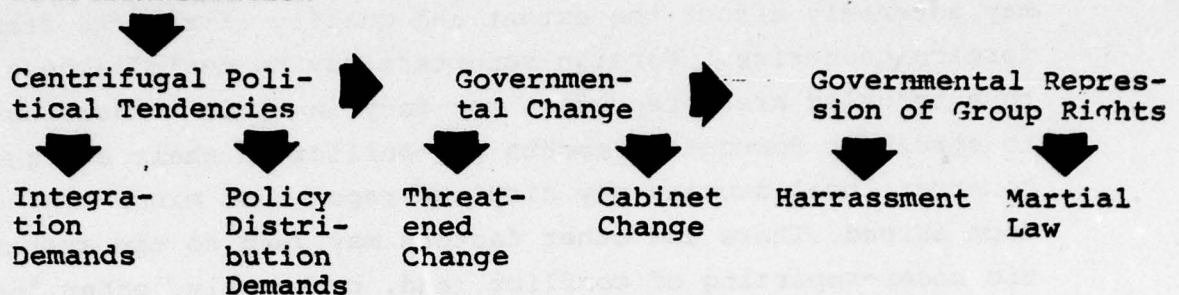 Centrifugal Poli-
tical Tendencies
Governmen-
tal Change
Governmental Repres-
sion of Group Rights
Integra-
tion
Demands
Policy
Distri-
bution
Demands
Threat-
ened
Change
Cabinet
Change
Harrassment
Martial
Law